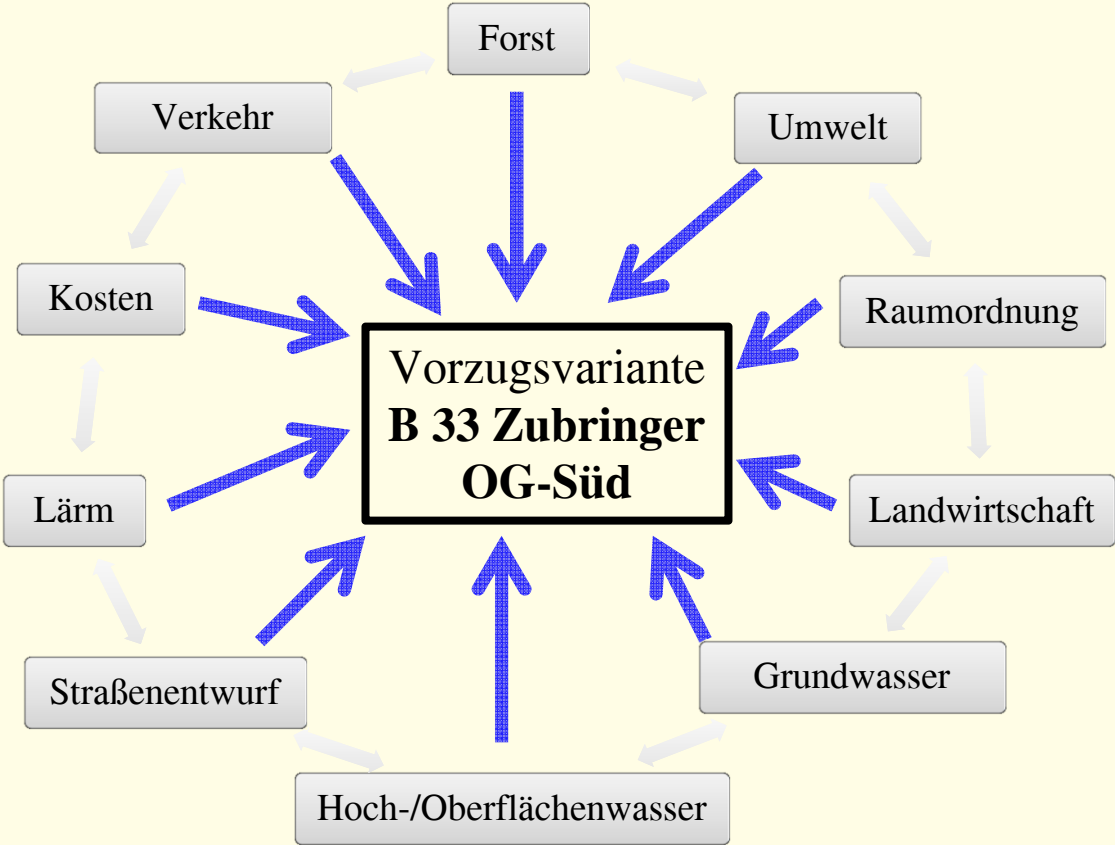 Forst
Verkehr
Umwelt
Kosten
Raumordnung
Vorzugsvariante
B 33 Zubringer
OG-Süd
Lärm
Landwirtschaft
Straßenentwurf
Grundwasser
Hoch-/Oberflächenwasser